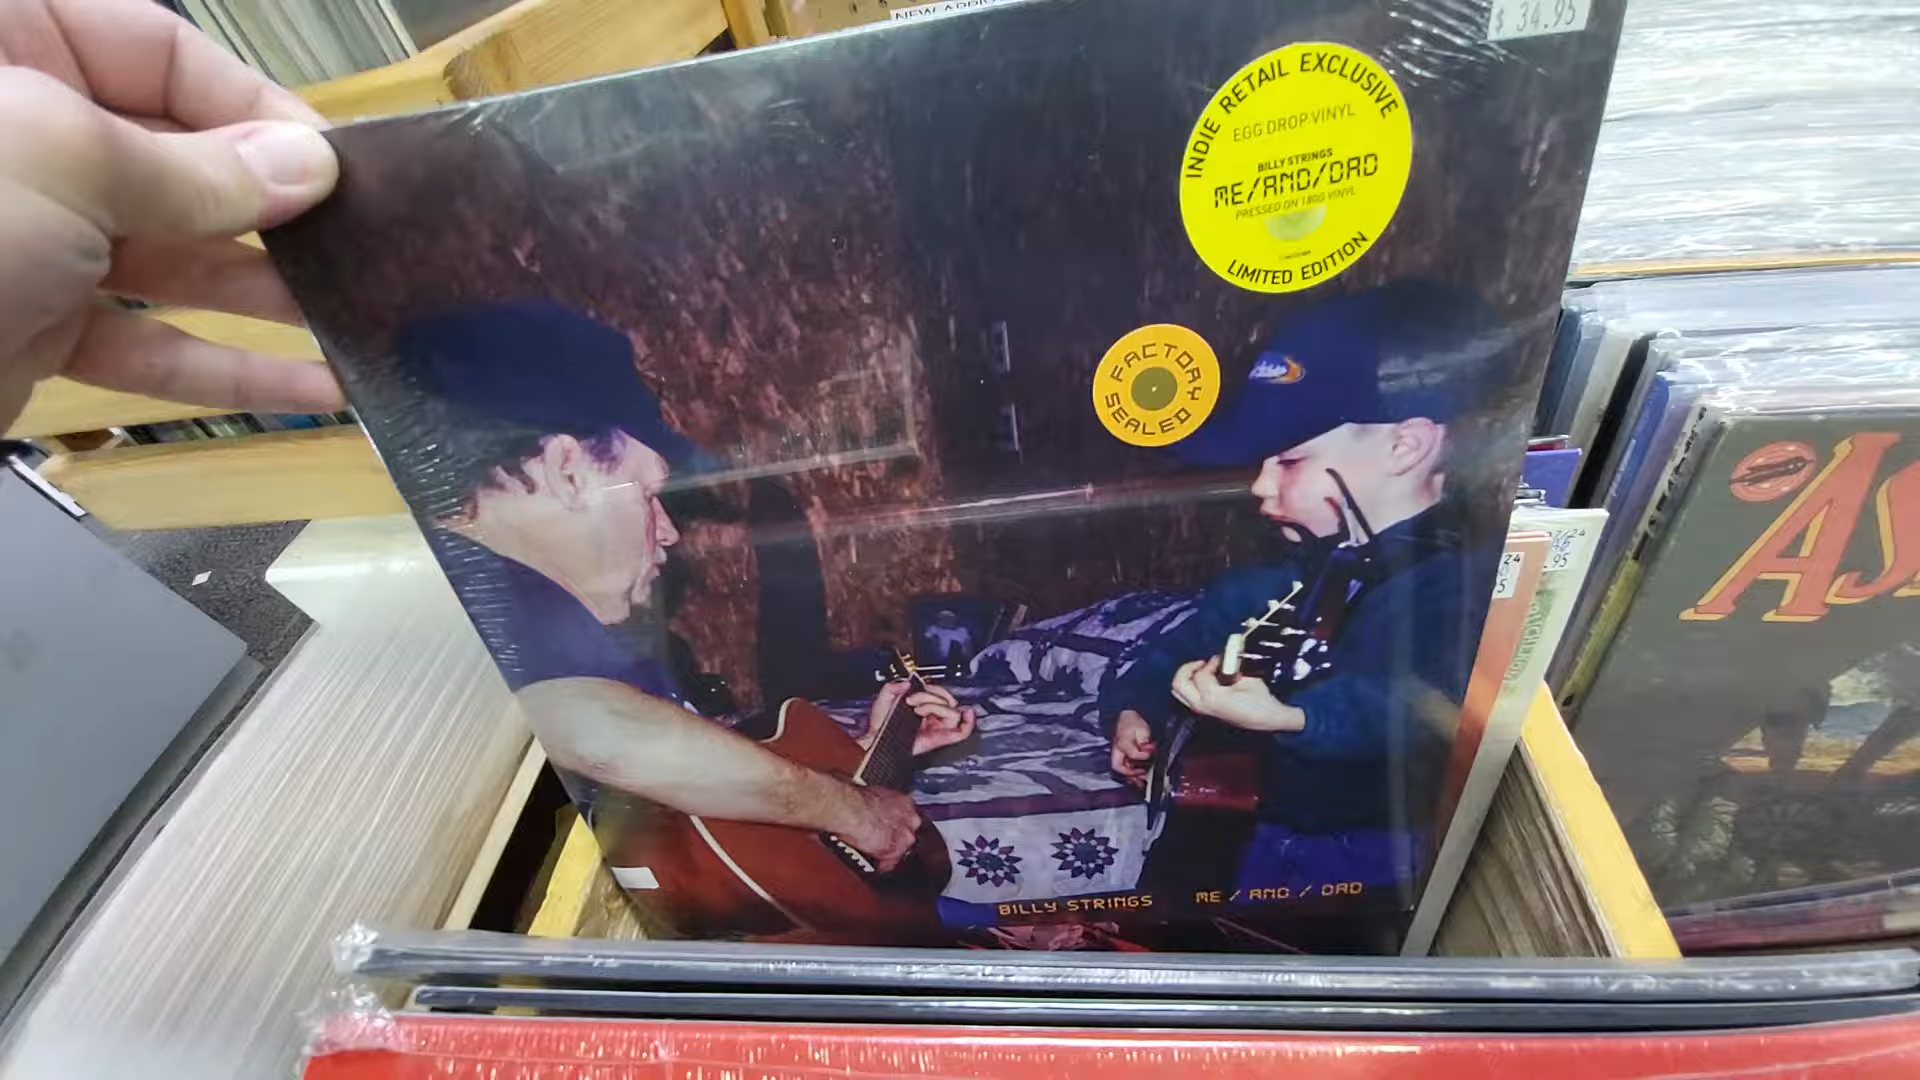 $ 34.95
INDIE RETAIL EXCLUSIVE
EGG DROP VINYL
BILLY STRINGS
ME/AND/DAD
PRESSED ON 180G VINYL
LIMITED EDITION
FACTORY
SEALED
BILLY STRINGS
ME / AND / DAD